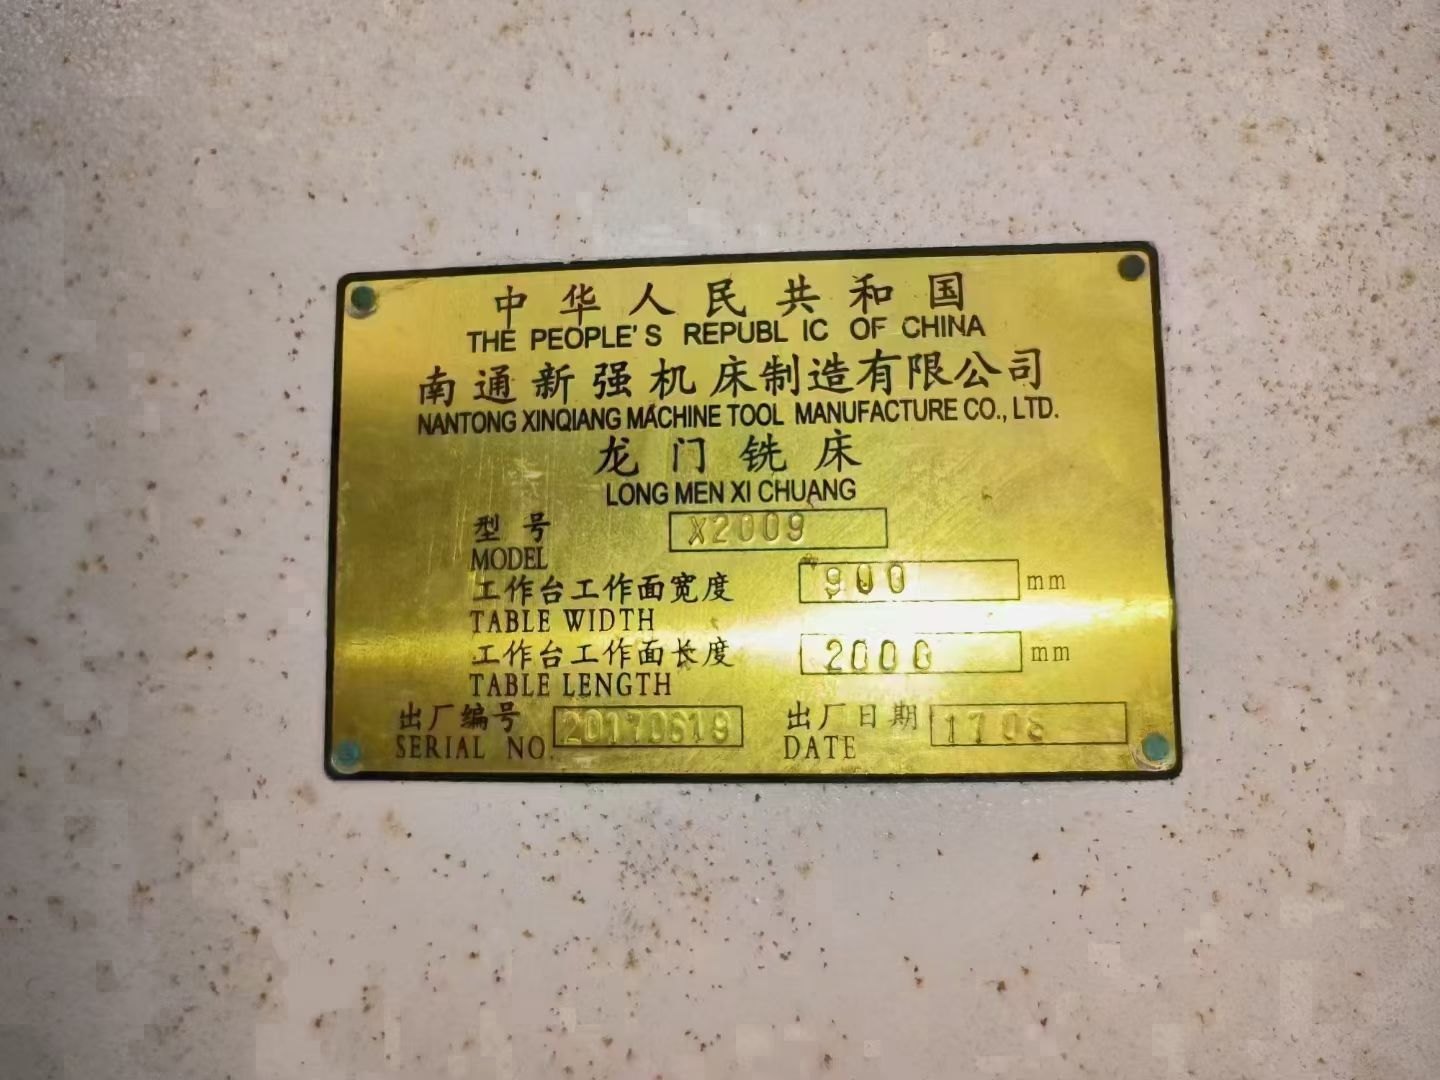 中华人民共和国
THE PEOPLE'S REPUBL IC OF CHINA
南通新强机床制造有限公司
NANTONG XINQIANG MACHINE TOOL MANUFACTURE CO., LTD.
龙门铣床
LONG MEN XI CHUANG
型号 X2009
MODEL
工作台工作面宽度 900 mm
TABLE WIDTH
工作台工作面长度 2000 mm
TABLE LENGTH
出厂编号 20170619 出厂日期
SERIAL NO. DATE